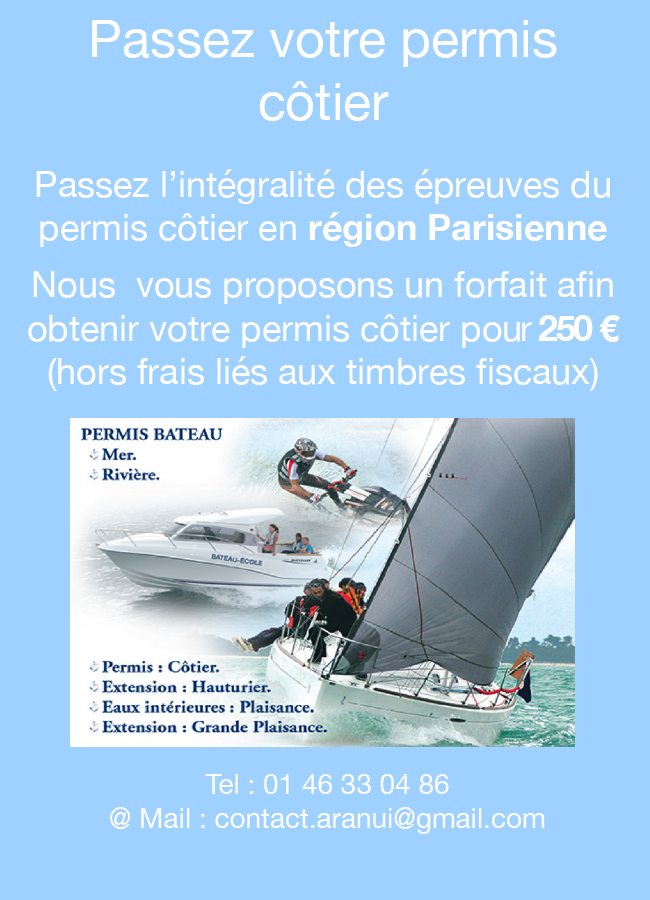 Passez votre permis
côtier
Passez l’intégralité des épreuves du
permis côtier en région Parisienne
Nous vous proposons un forfait afin
obtenir votre permis côtier pour 250 €
(hors frais liés aux timbres fiscaux)
PERMIS BATEAU
Mer.
Rivière.
BATEAU-ÉCOLE
Permis : Côtier.
Extension : Hauturier.
Eaux intérieures : Plaisance.
Extension : Grande Plaisance.
Tel : 01 46 33 04 86
@ Mail : contact.aranui@gmail.com